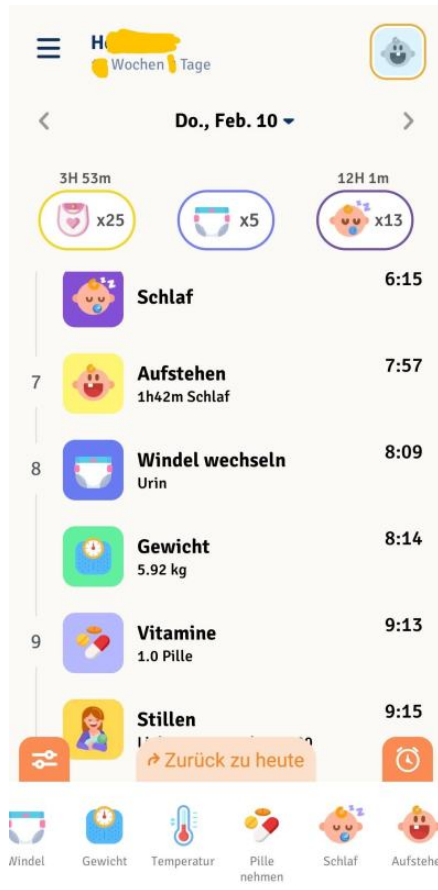 Wochen Tage
Do., Feb. 10
3H 53m
12H 1m
x25
x5
x13
Schlaf
6:15
7
Aufstehen
7:57
1h42m Schlaf
8
Windel wechseln
8:09
Urin
Gewicht
8:14
5.92 kg
9
Vitamine
9:13
1.0 Pille
Stillen
9:15
Zurück zu heute
Windel
Gewicht
Temperatur
Pille
nehmen
Schlaf
Aufstehe